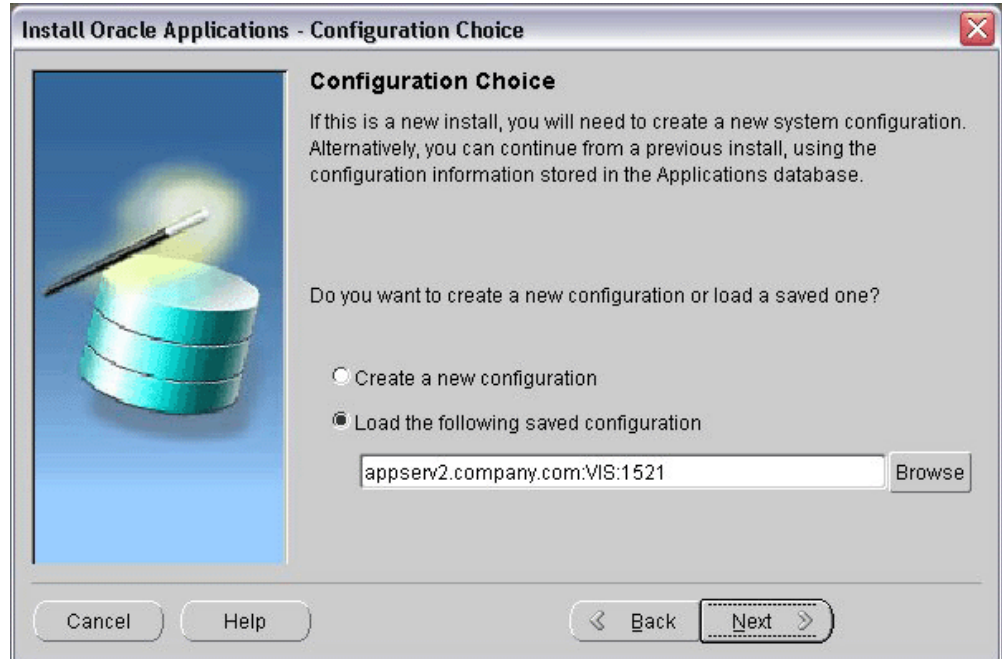 Install Oracle Applications - Configuration Choice
Configuration Choice
If this is a new install, you will need to create a new system configuration.
Alternatively, you can continue from a previous install, using the
configuration information stored in the Applications database.
Do you want to create a new configuration or load a saved one?
Create a new configuration
Load the following saved configuration
appserv2.company.com:VIS:1521 Browse
Cancel Help Back Next